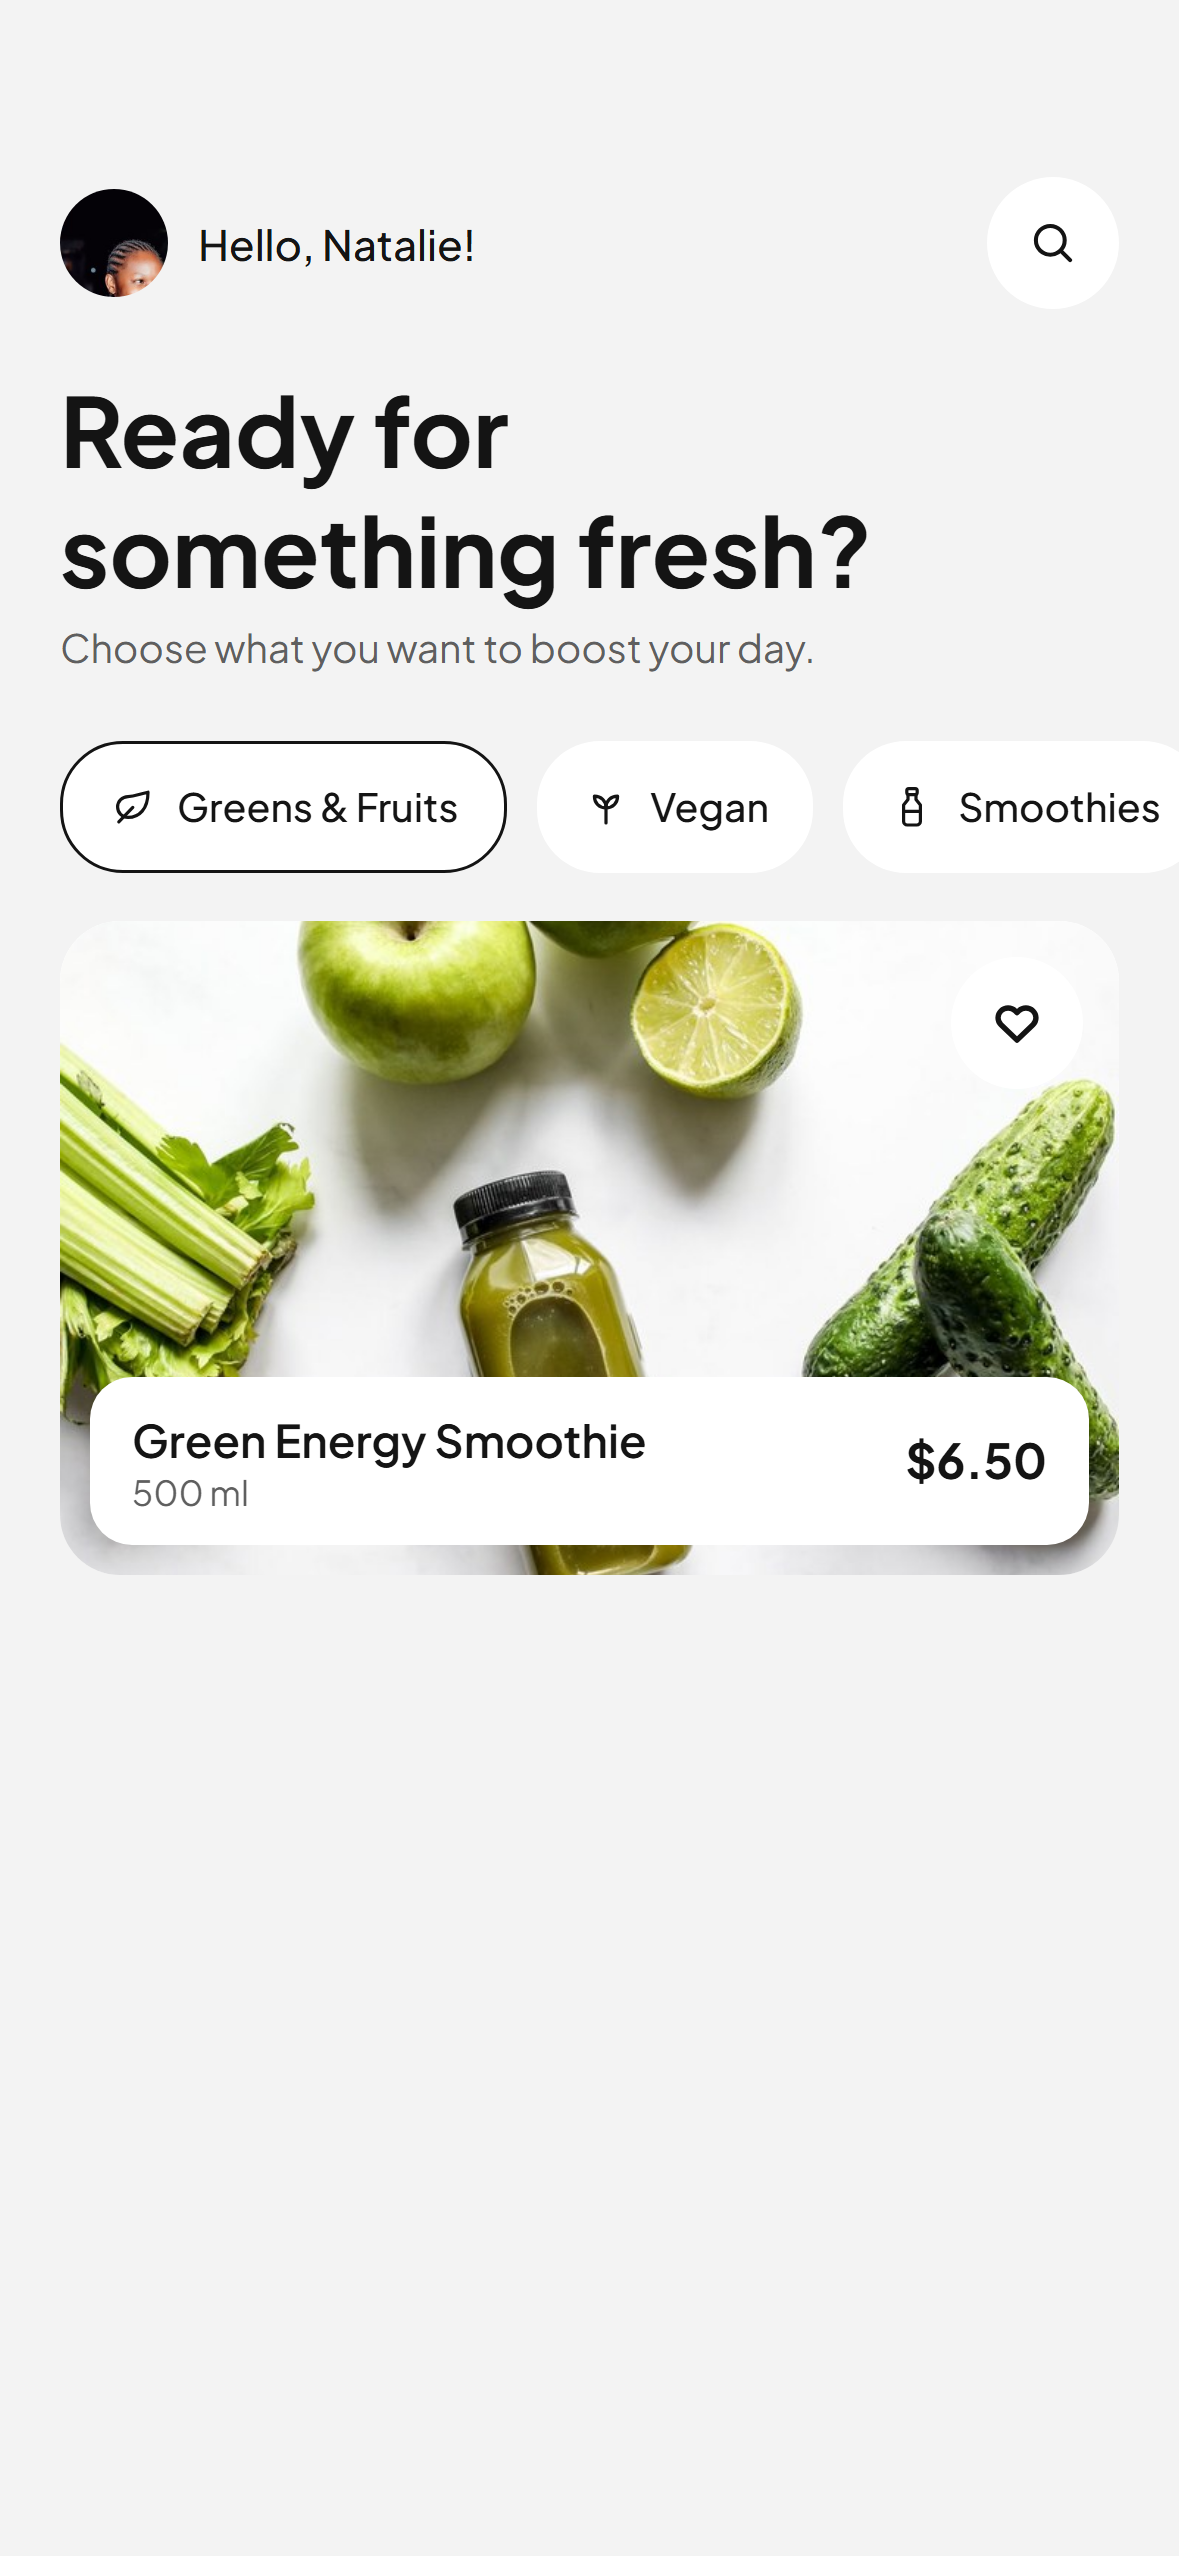 Hello, Natalie!
Ready for
something fresh?
Choose what you want to boost your day.
Greens & Fruits
Vegan
Smoothies
Green Energy Smoothie
500 ml
$6.50